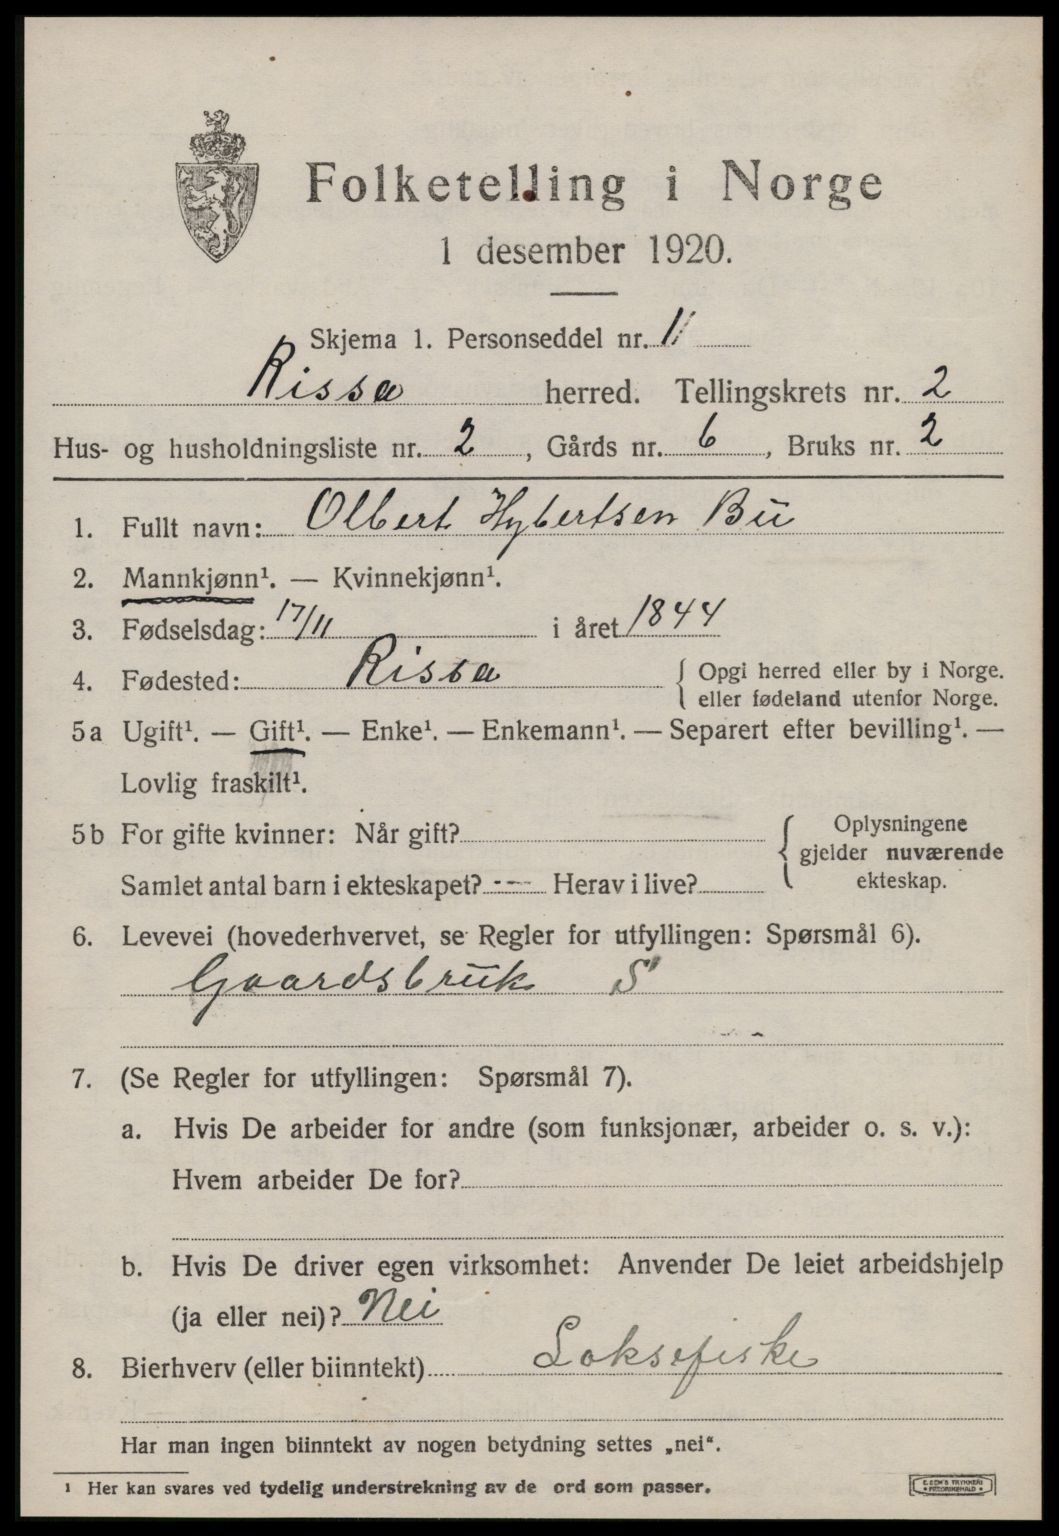 Folketelling i Norge
1 desember 1920.
Skjema 1. Personseddel nr. 11
Rissa herred. Tellingskrets nr. 2
Hus- og husholdningsliste nr. 2, Gårds nr. 6, Bruks nr. 2
1. Fullt navn: Olbert Hybertsen Bu
2. Mannkjønn¹. — Kvinnekjønn¹.
3. Fødselsdag: 17/11 i året 1844
4. Fødested: Rissa { Opgi herred eller by i Norge.
eller fødeland utenfor Norge.
5a Ugift¹. — Gift¹. — Enke¹. — Enkemann¹. — Separert efter bevilling¹. —
Lovlig fraskilt¹.
5b For gifte kvinner: Når gift? { Oplysningene
gjelder nuværende
ekteskap.
Samlet antal barn i ekteskapet? --- Herav i live?
6. Levevei (hovederhvervet, se Regler for utfyllingen: Spørsmål 6).
Gaardsbruk S
7. (Se Regler for utfyllingen: Spørsmål 7).
a. Hvis De arbeider for andre (som funksjonær, arbeider o. s. v.):
Hvem arbeider De for?
b. Hvis De driver egen virksomhet: Anvender De leiet arbeidshjelp
(ja eller nei)? Nei
8. Bierhverv (eller biinntekt) Laksefiske
Har man ingen biinntekt av nogen betydning settes „nei“.
¹ Her kan svares ved tydelig understrekning av de ord som passer.